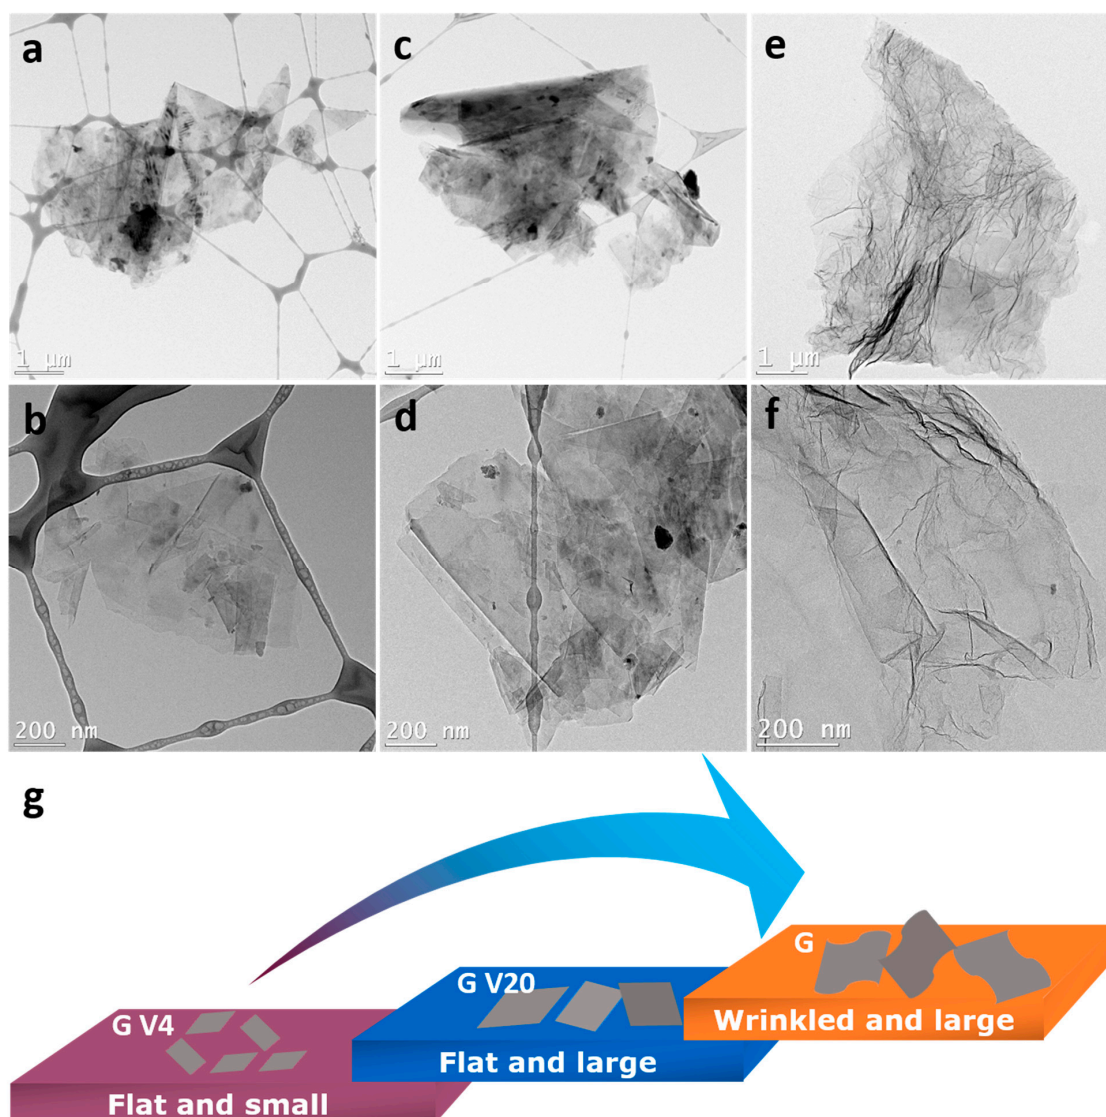 a
c
e
1 µm
1 µm
1 µm
b
d
f
200 nm
200 nm
200 nm
g
G V4
Flat and small
G V20
Flat and large
G
Wrinkled and large